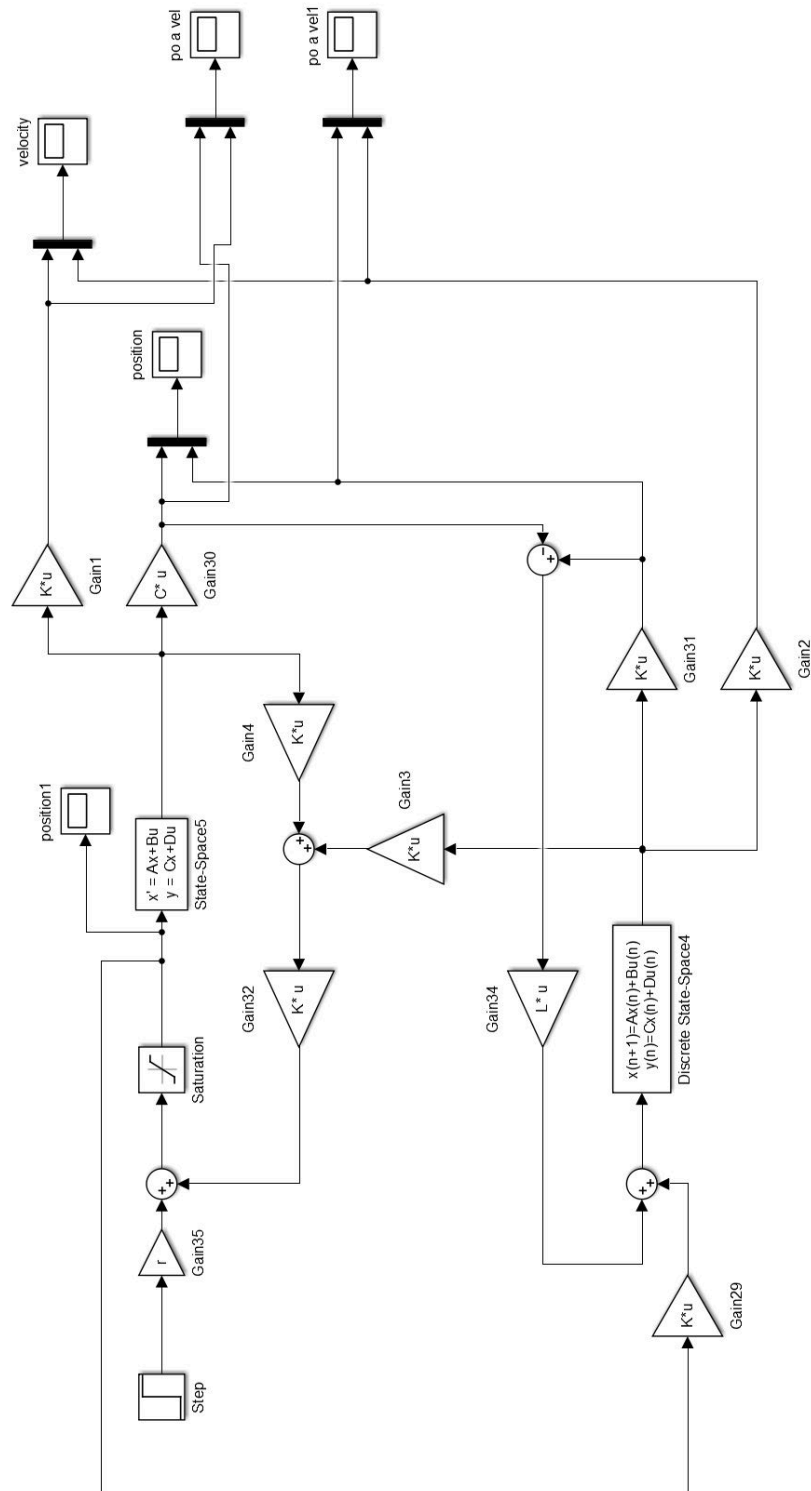 velocity
po a vel
po a vel1
position
position1
K*u
Gain1
C* u
Gain30
x' = Ax+Bu
y = Cx+Du
State-Space5
Saturation
r
Gain35
Step
K*u
Gain4
K* u
Gain32
K*u
Gain3
L* u
Gain34
K*u
Gain31
K*u
Gain2
x(n+1)=Ax(n)+Bu(n)
y(n)=Cx(n)+Du(n)
Discrete State-Space4
K*u
Gain29